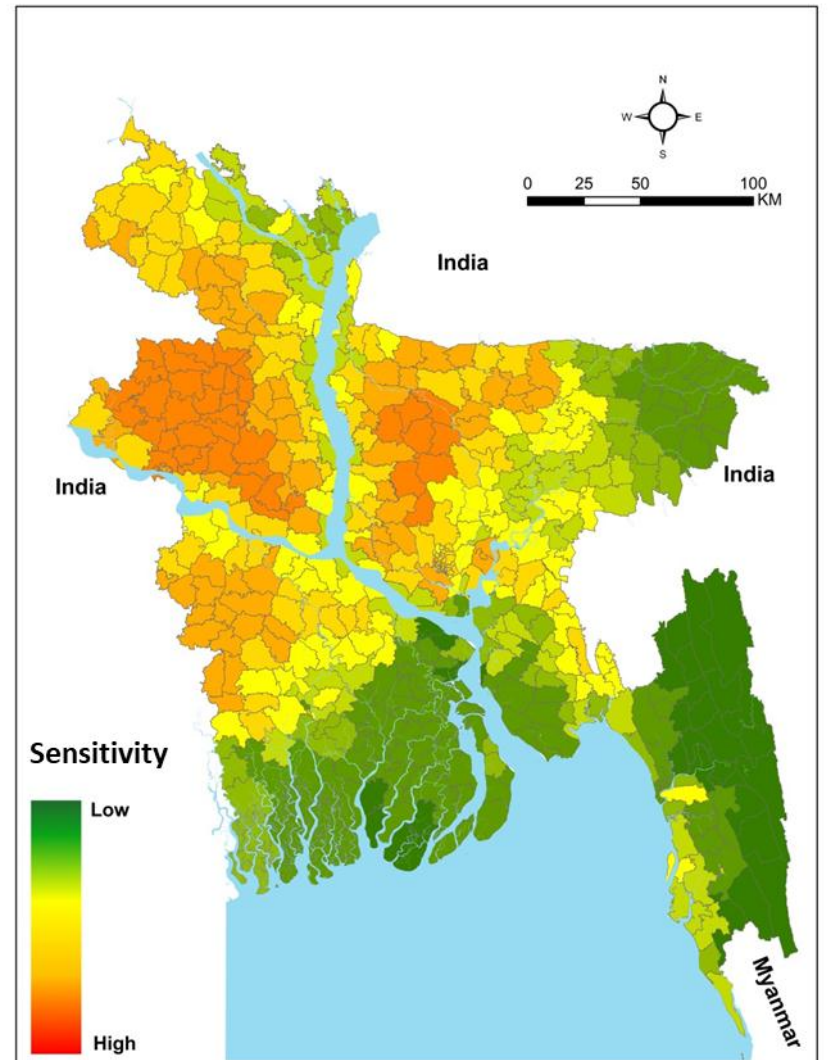 N
W E
S
0 25 50 100
KM
India
India
India
Sensitivity
Low
High
Myanmar